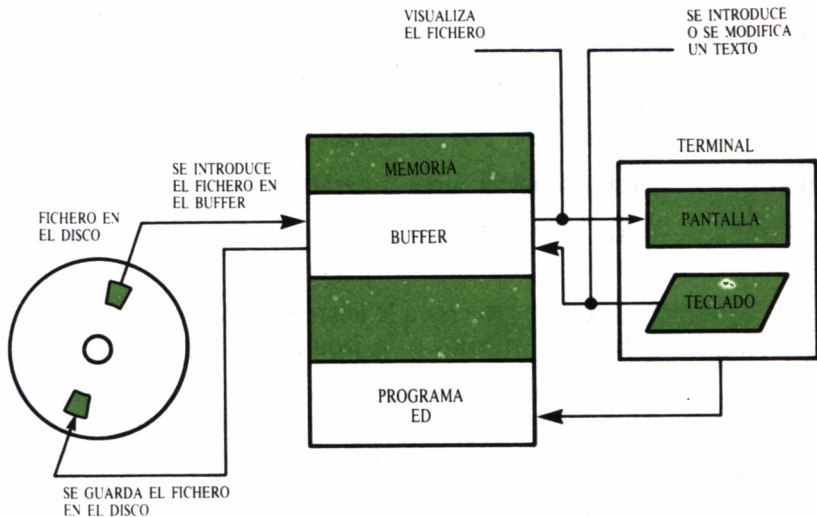 VISUALIZA
EL FICHERO
SE INTRODUCE
O SE MODIFICA
UN TEXTO
TERMINAL
SE INTRODUCE
EL FICHERO EN
EL BUFFER
MEMORIA
FICHERO EN
EL DISCO
BUFFER
PANTALLA
TECLADO
PROGRAMA
ED
SE GUARDA EL FICHERO
EN EL DISCO